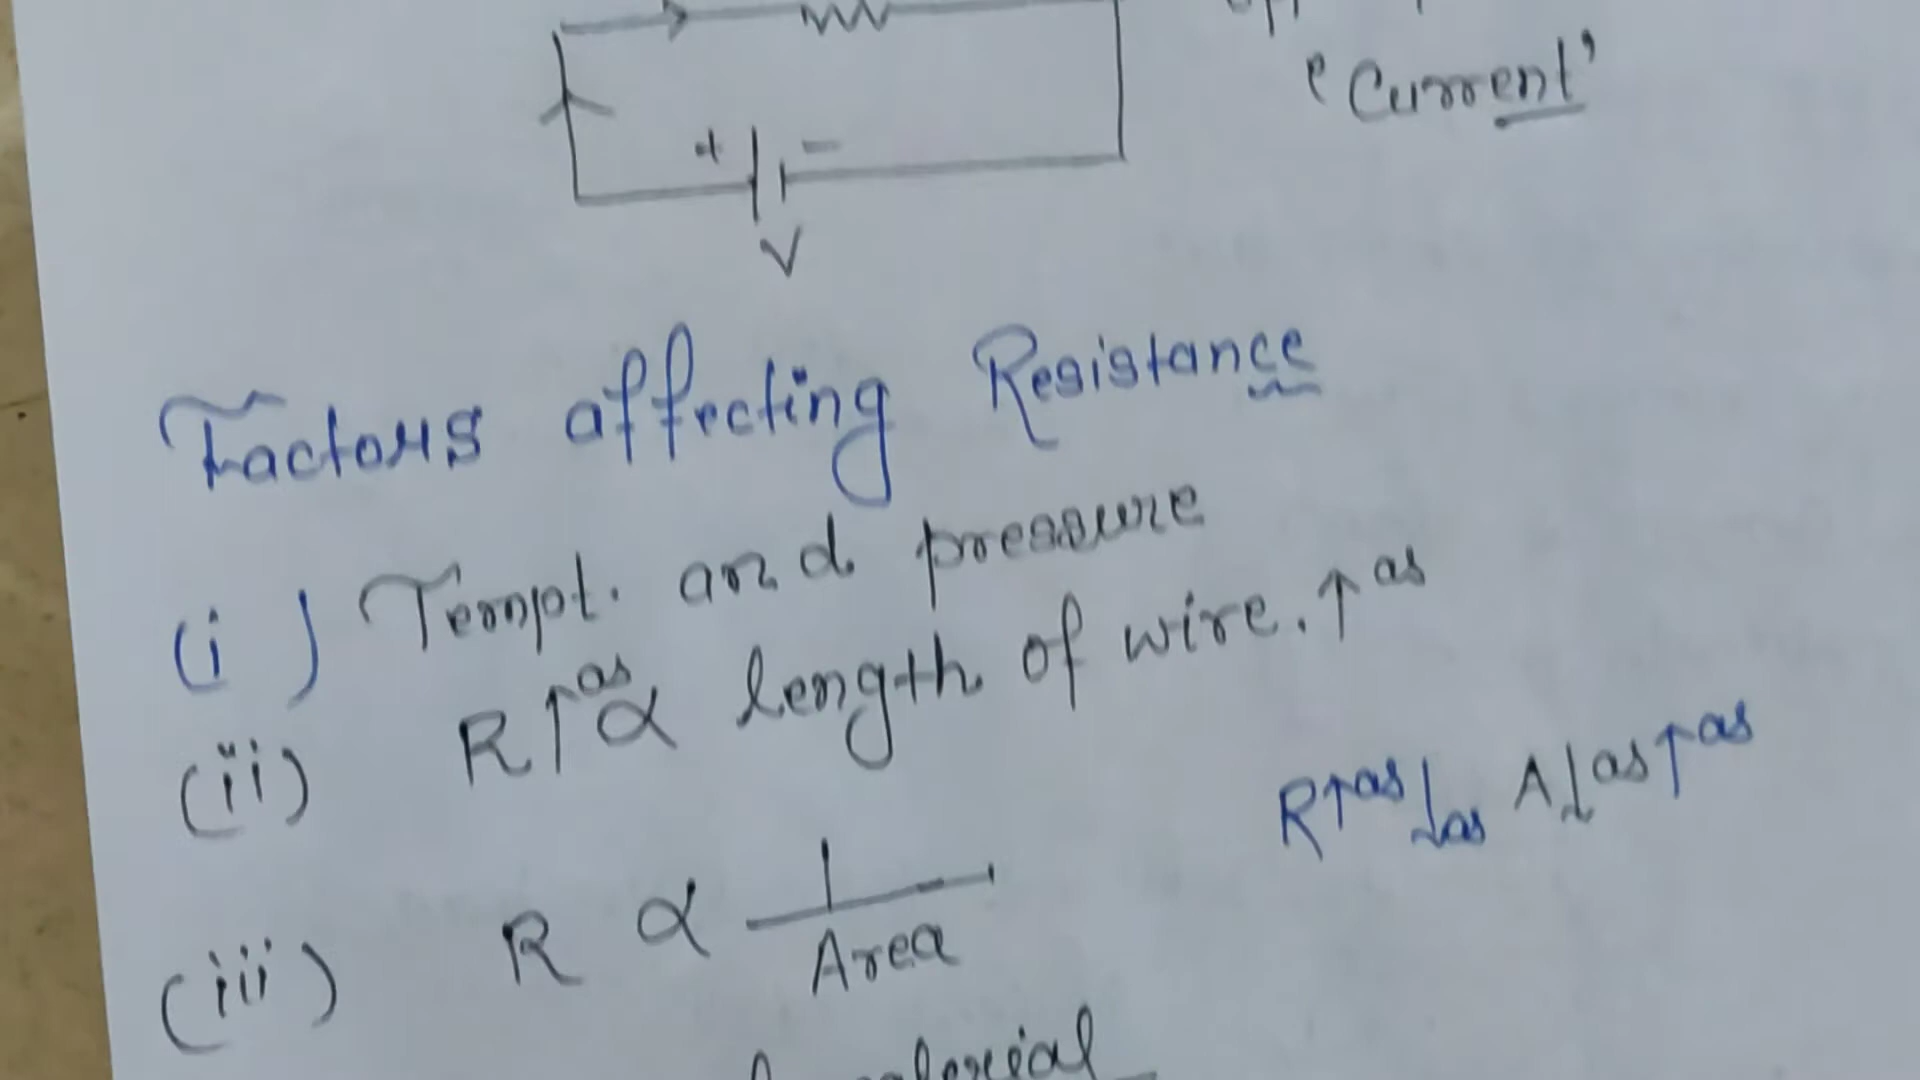 'Current'
+ -
V
Factors affecting Resistance
(i) Tempt. and pressure
(ii) R↑as ∝ length of wire. ↑as
R↑as ↓as A↓as ↑as
(iii) R ∝ 1/Area
material